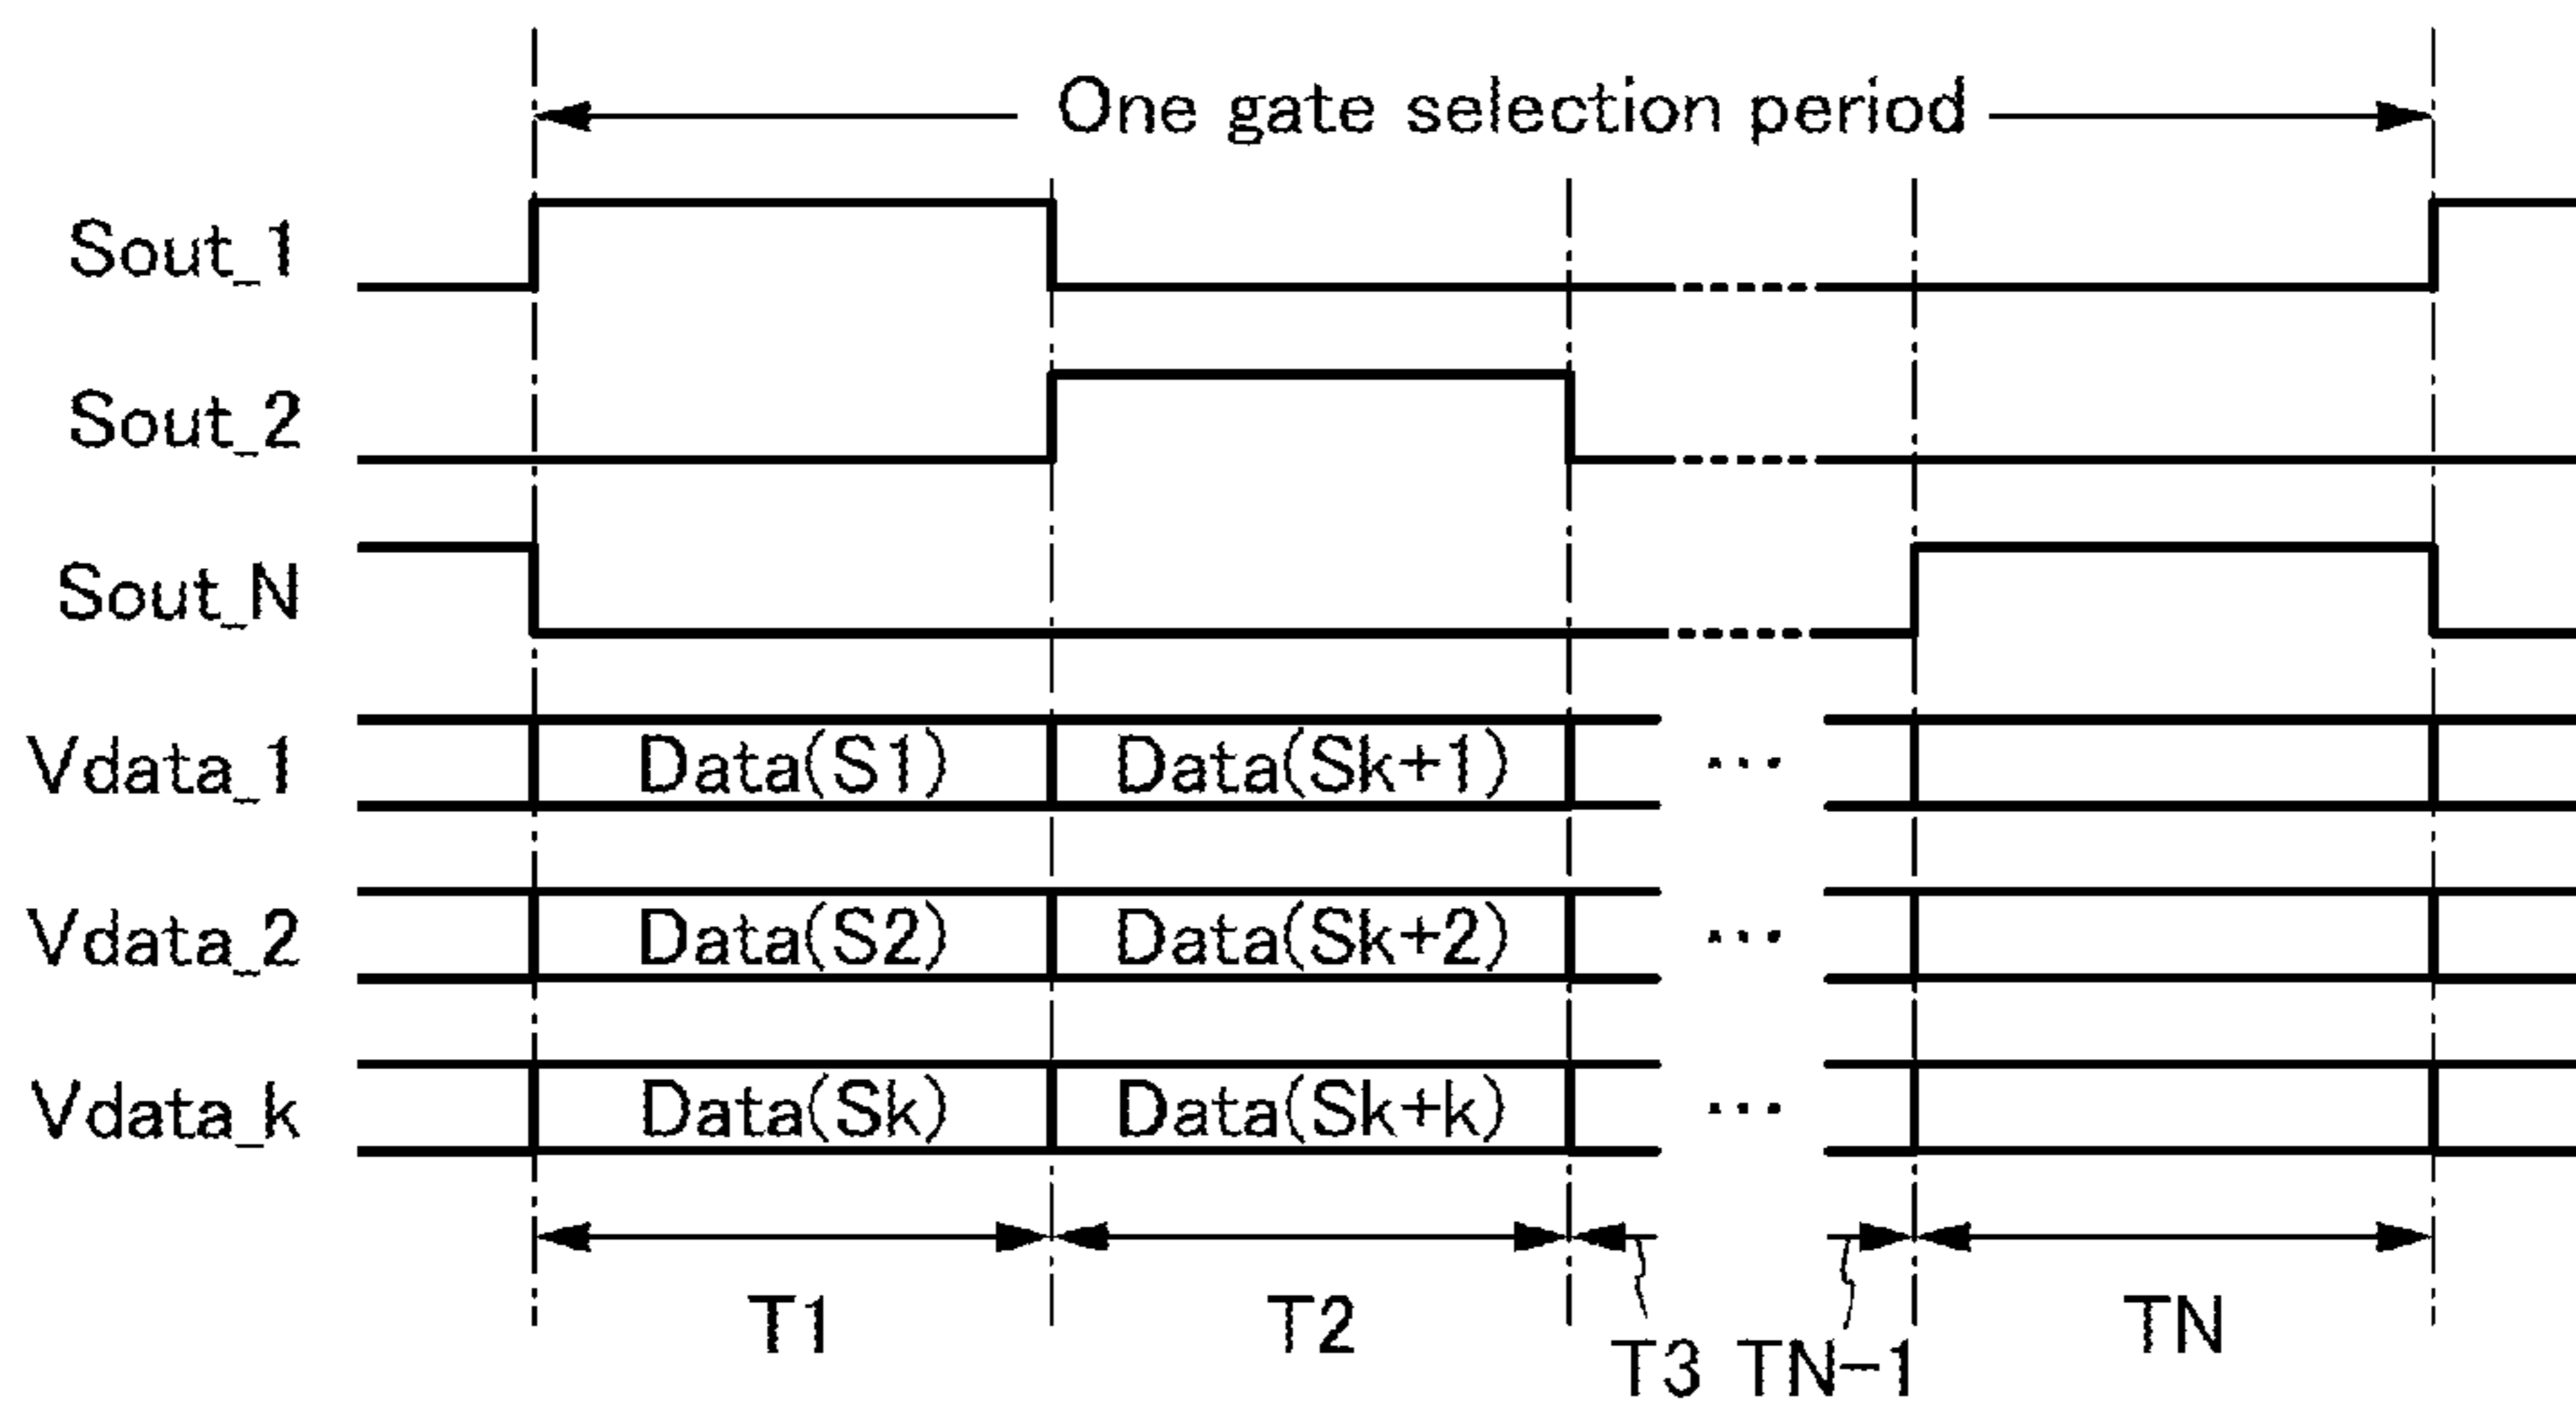 One gate selection period
Sout_1
Sout_2
Sout_N
Vdata_1 Data(S1) Data(Sk+1) ...
Vdata_2 Data(S2) Data(Sk+2) ...
Vdata_k Data(Sk) Data(Sk+k) ...
T1 T2 TN
T3 TN-1